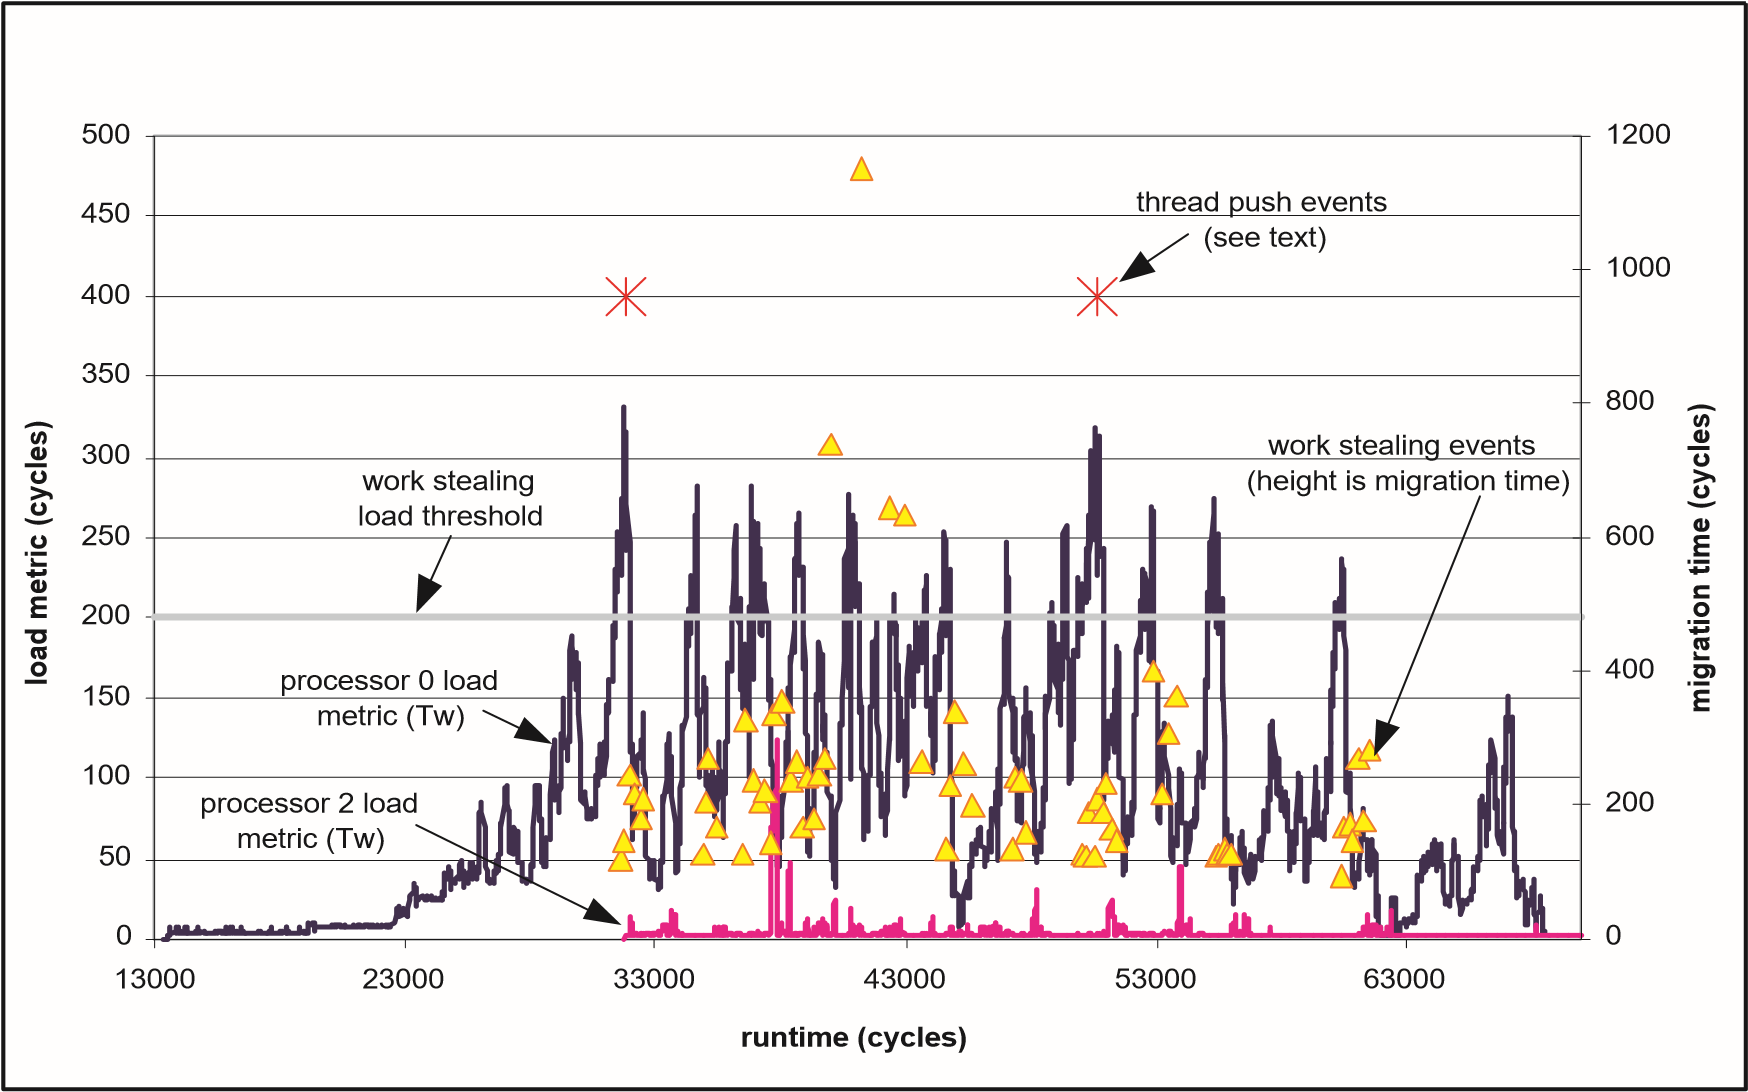 500
450
400
350
300
250
200
150
100
50
0
load metric (cycles)
1200
1000
800
600
400
200
0
migration time (cycles)
thread push events
(see text)
work stealing events
(height is migration time)
work stealing
load threshold
processor 0 load
metric (Tw)
processor 2 load
metric (Tw)
13000 23000 33000 43000 53000 63000
runtime (cycles)